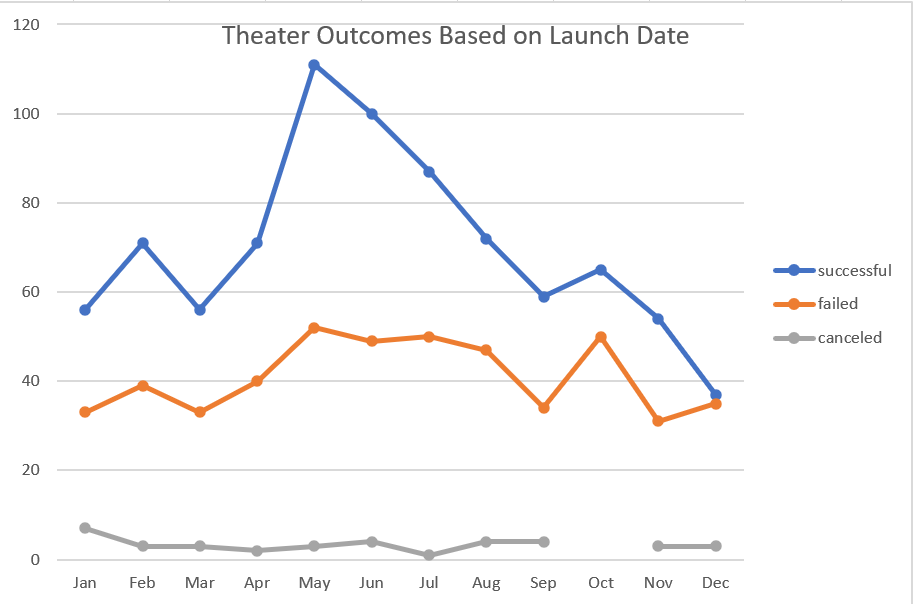 Theater Outcomes Based on Launch Date
120
100
80
60
40
20
0
Jan Feb Mar Apr May Jun Jul Aug Sep Oct Nov Dec
successful
failed
canceled